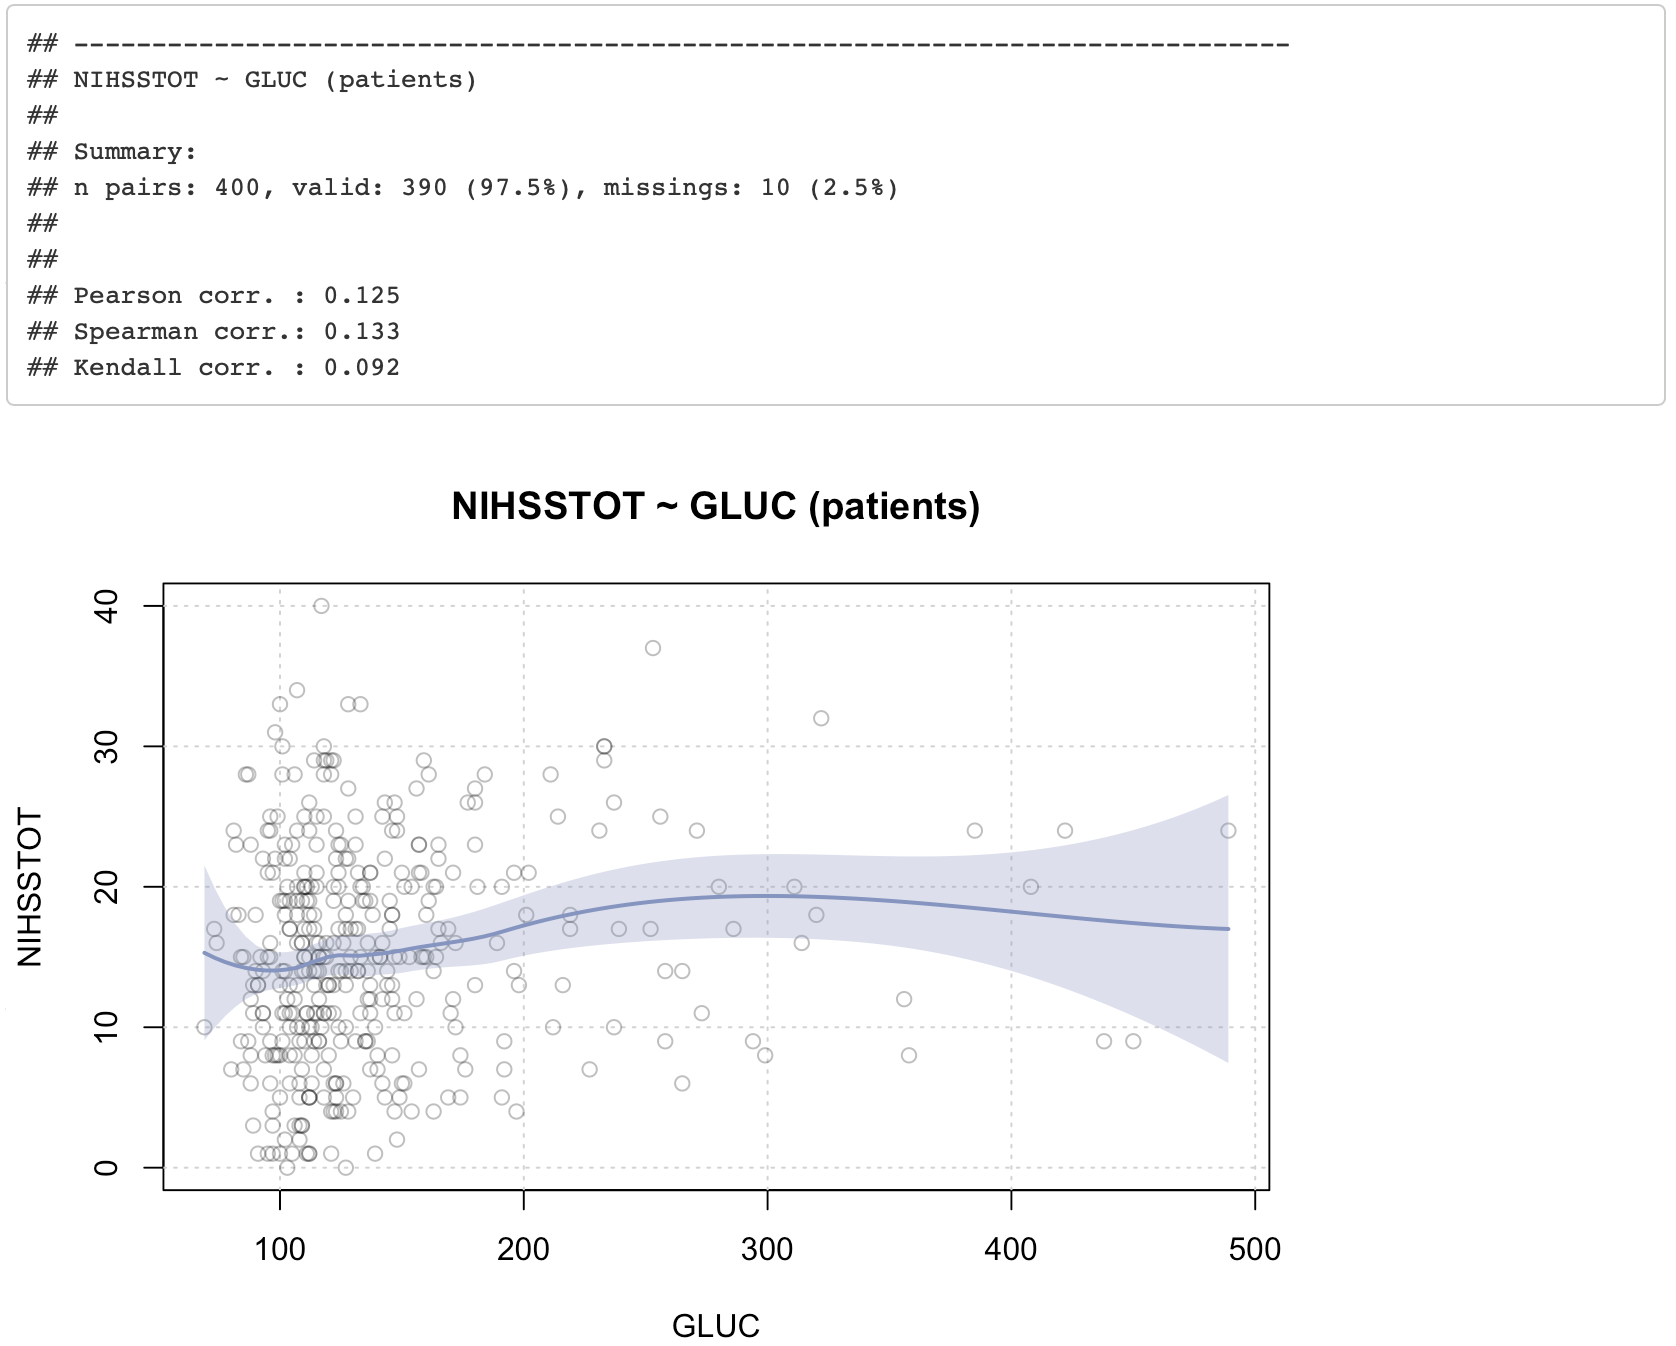 ## ------------------------------------------------------------------------------
## NIHSSTOT ~ GLUC (patients)
##
## Summary:
## n pairs: 400, valid: 390 (97.5%), missings: 10 (2.5%)
##
##
## Pearson corr. : 0.125
## Spearman corr.: 0.133
## Kendall corr. : 0.092
NIHSSTOT ~ GLUC (patients)
40
30
20
10
0
NIHSSTOT
100 200 300 400 500
GLUC